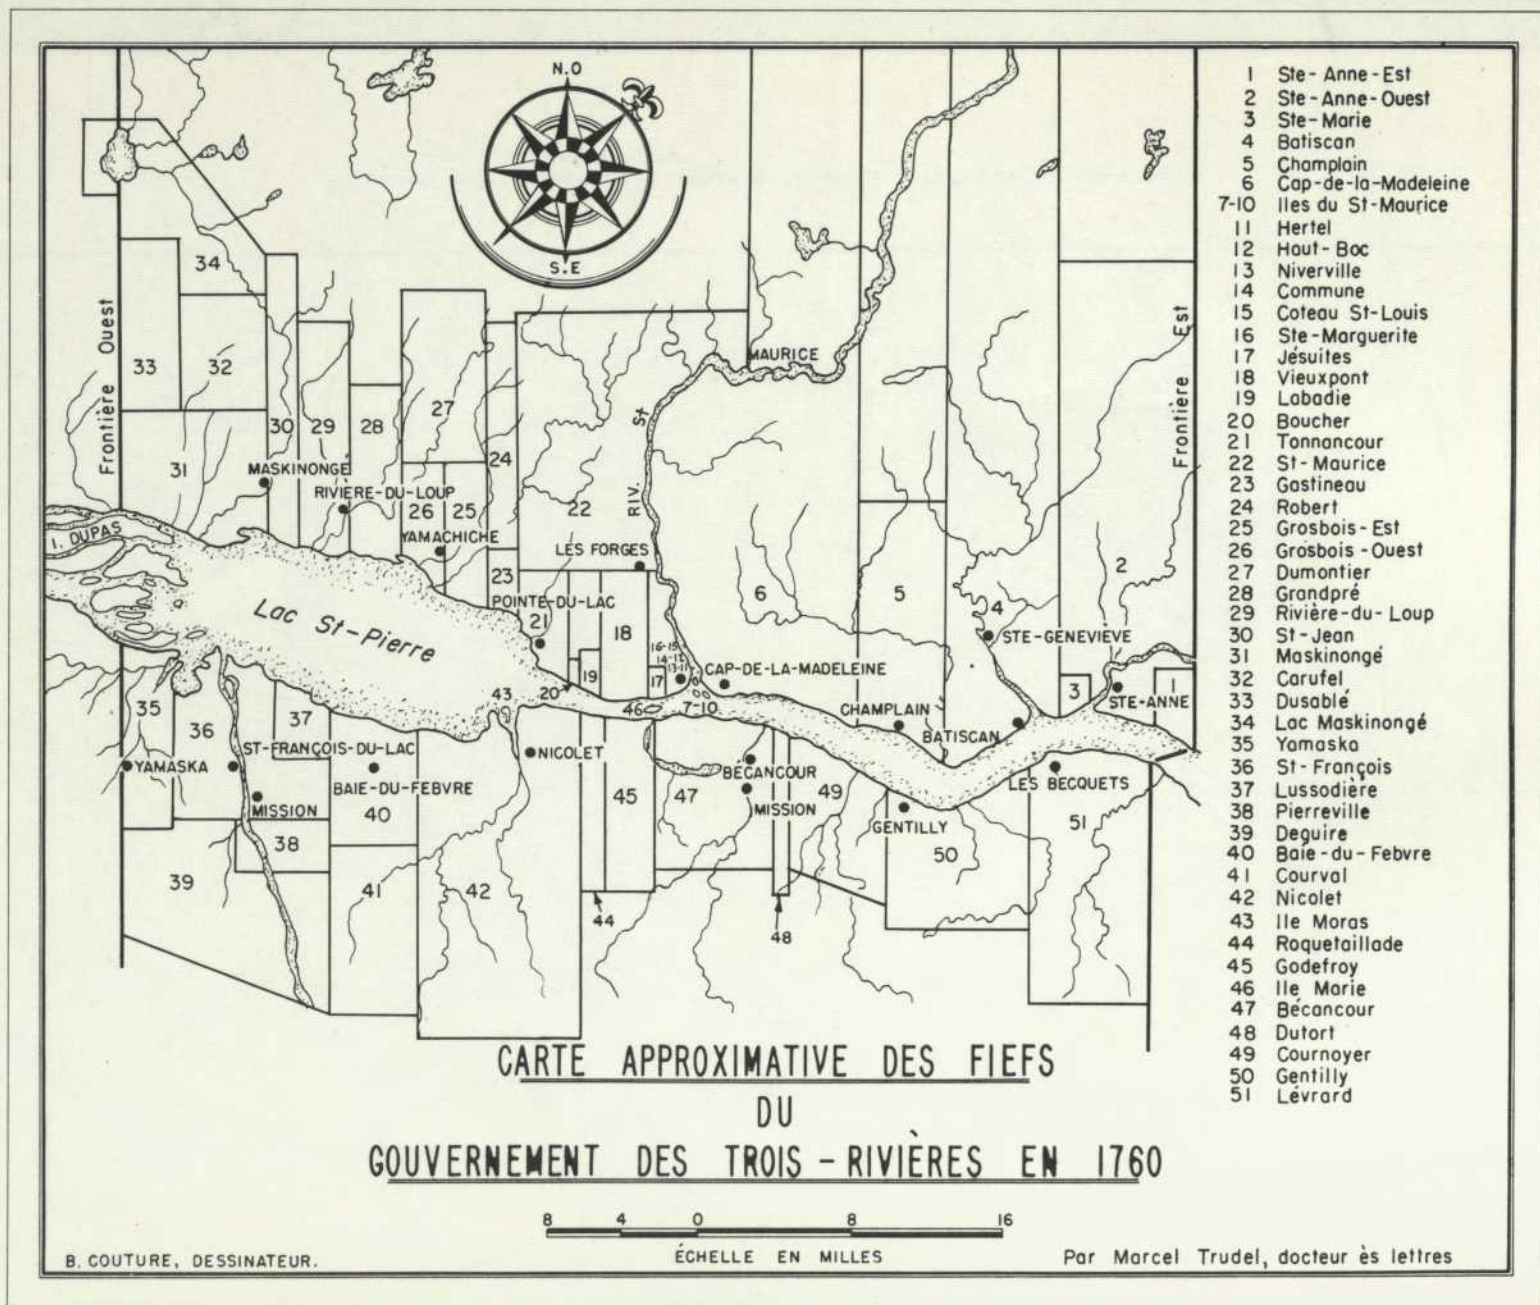 N.O
S.E
Frontière Ouest
Frontière Est
34
33
32
31
30
29
28
27
26
25
24
23
22
21
20
19
18
17
16-15
14-12
13-11
7-10
6
5
4
3
2
1
MASKINONGÉ
RIVIERE-DU-LOUP
YAMACHICHE
LES FORGES
POINTE-DU-LAC
RIV. St MAURICE
I. DUPAS
Lac St-Pierre
CAP-DE-LA-MADELEINE
STE-GENEVIÈVE
CHAMPLAIN
BATISCAN
STE-ANNE
35
36
37
38
39
40
41
42
43
44
45
46
47
48
49
50
51
YAMASKA
ST-FRANÇOIS-DU-LAC
MISSION
BAIE-DU-FEBVRE
NICOLET
BÉCANCOUR
MISSION
GENTILLY
LES BECQUETS
1 Ste-Anne-Est
2 Ste-Anne-Ouest
3 Ste-Marie
4 Batiscan
5 Champlain
6 Cap-de-la-Madeleine
7-10 Iles du St-Maurice
11 Hertel
12 Haut-Boc
13 Niverville
14 Commune
15 Coteau St-Louis
16 Ste-Marguerite
17 Jésuites
18 Vieuxpont
19 Labadie
20 Boucher
21 Tonnancour
22 St-Maurice
23 Gastineau
24 Robert
25 Grosbois-Est
26 Grosbois-Ouest
27 Dumontier
28 Grandpré
29 Rivière-du-Loup
30 St-Jean
31 Maskinongé
32 Carufel
33 Dusablé
34 Lac Maskinongé
35 Yamaska
36 St-François
37 Lussodière
38 Pierreville
39 Deguire
40 Baie-du-Febvre
41 Courval
42 Nicolet
43 Ile Moras
44 Roquetaillade
45 Godefroy
46 Ile Marie
47 Bécancour
48 Dutort
49 Cournoyer
50 Gentilly
51 Lévrard
CARTE APPROXIMATIVE DES FIEFS
DU
GOUVERNEMENT DES TROIS-RIVIÈRES EN 1760
8 4 0 8 16
ÉCHELLE EN MILLES
B. COUTURE, DESSINATEUR.
Par Marcel Trudel, docteur ès lettres